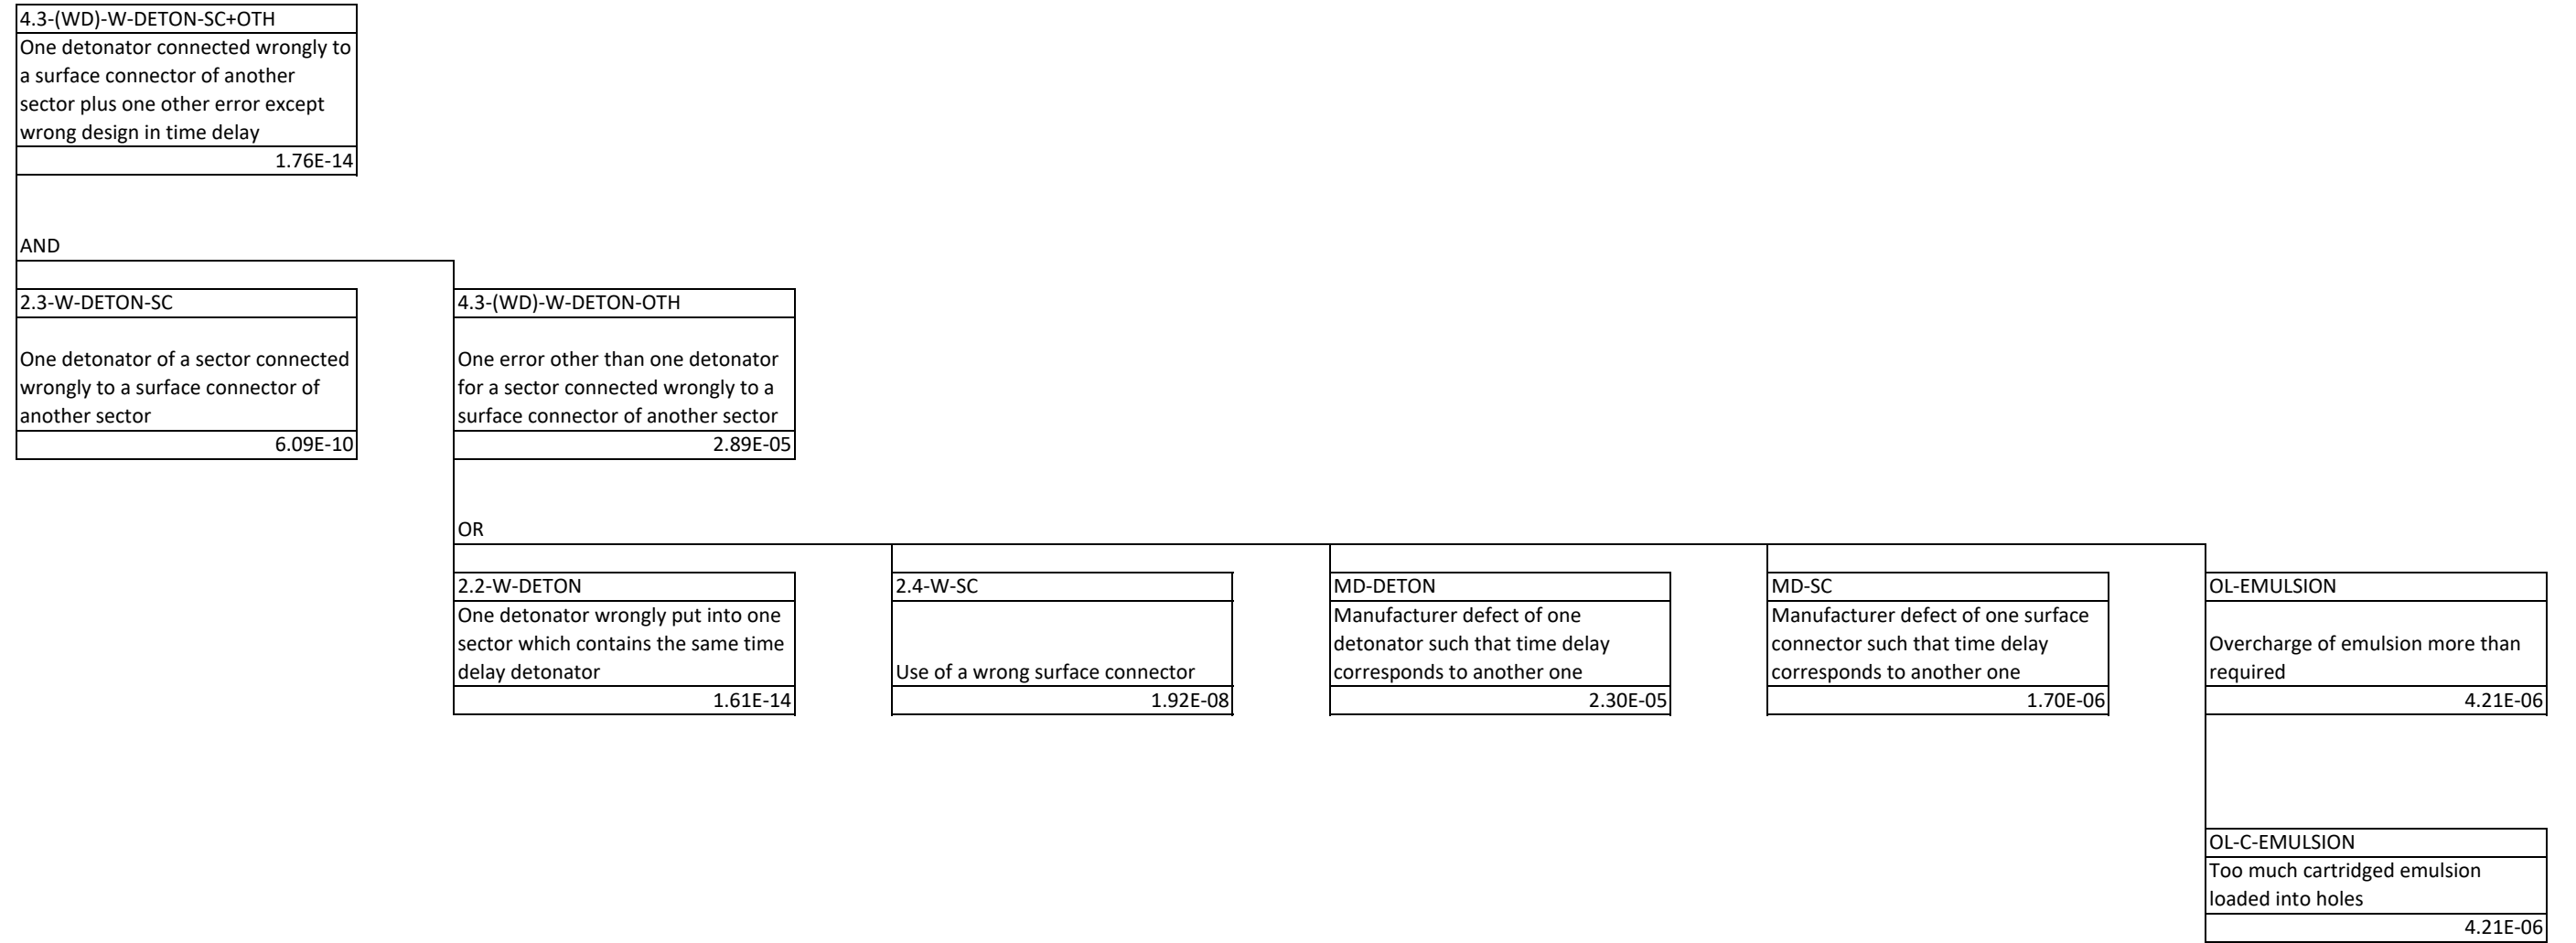 4.3-(WD)-W-DETON-SC+OTH
One detonator connected wrongly to
a surface connector of another
sector plus one other error except
wrong design in time delay
1.76E-14
AND
2.3-W-DETON-SC
One detonator of a sector connected
wrongly to a surface connector of
another sector
6.09E-10
4.3-(WD)-W-DETON-OTH
One error other than one detonator
for a sector connected wrongly to a
surface connector of another sector
2.89E-05
OR
2.2-W-DETON
One detonator wrongly put into one
sector which contains the same time
delay detonator
1.61E-14
2.4-W-SC
Use of a wrong surface connector
1.92E-08
MD-DETON
Manufacturer defect of one
detonator such that time delay
corresponds to another one
2.30E-05
MD-SC
Manufacturer defect of one surface
connector such that time delay
corresponds to another one
1.70E-06
OL-EMULSION
Overcharge of emulsion more than
required
4.21E-06
OL-C-EMULSION
Too much cartridged emulsion
loaded into holes
4.21E-06